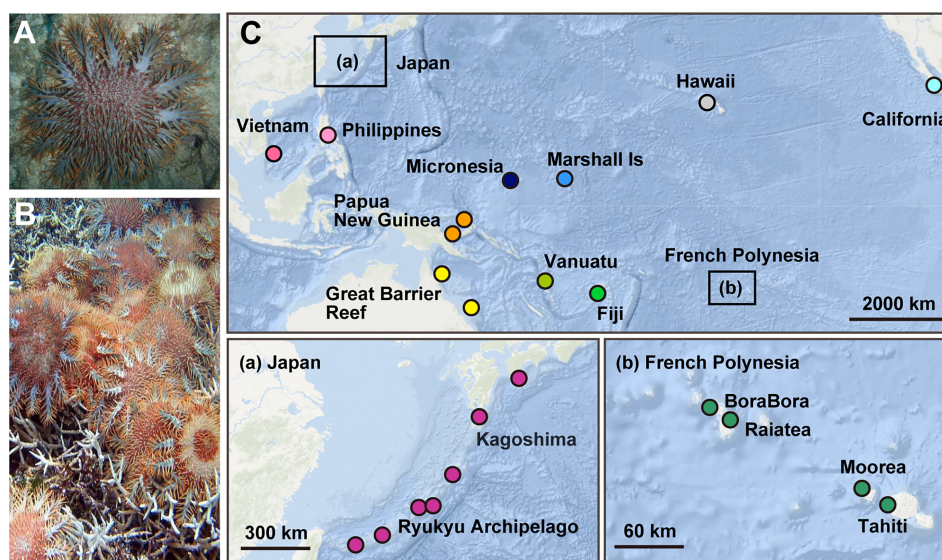 A
B
C
(a)
Japan
Hawaii
California
Vietnam
Philippines
Micronesia
Marshall Is
Papua
New Guinea
Vanuatu
French Polynesia
(b)
Great Barrier
Reef
Fiji
2000 km
(a) Japan
Kagoshima
Ryukyu Archipelago
300 km
(b) French Polynesia
BoraBora
Raiatea
Moorea
Tahiti
60 km